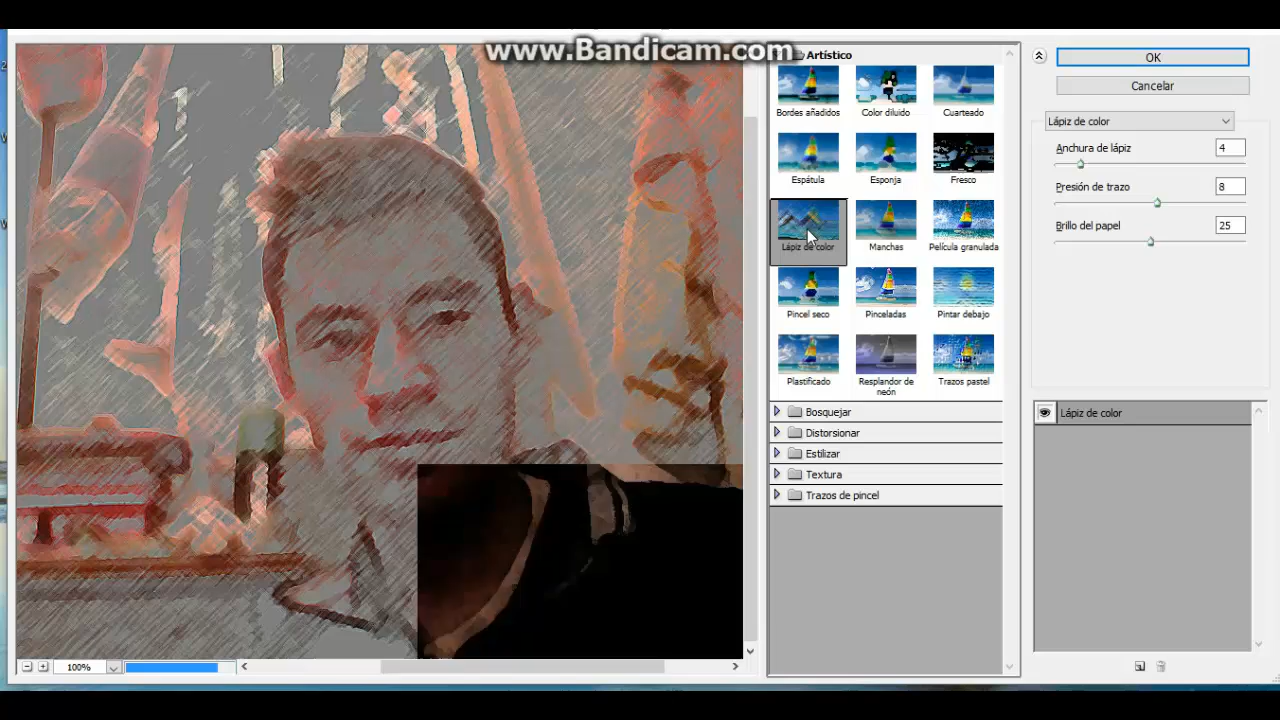 www.Bandicam.com
Artístico
Bordes añadidos
Color diluido
Cuarteado
Espátula
Esponja
Fresco
Lápiz de color
Manchas
Película granulada
Pincel seco
Pinceladas
Pintar debajo
Plastificado
Resplandor de
neón
Trazos pastel
Bosquejar
Distorsionar
Estilizar
Textura
Trazos de pincel
OK
Cancelar
Lápiz de color
Anchura de lápiz 4
Presión de trazo 8
Brillo del papel 25
Lápiz de color
100%